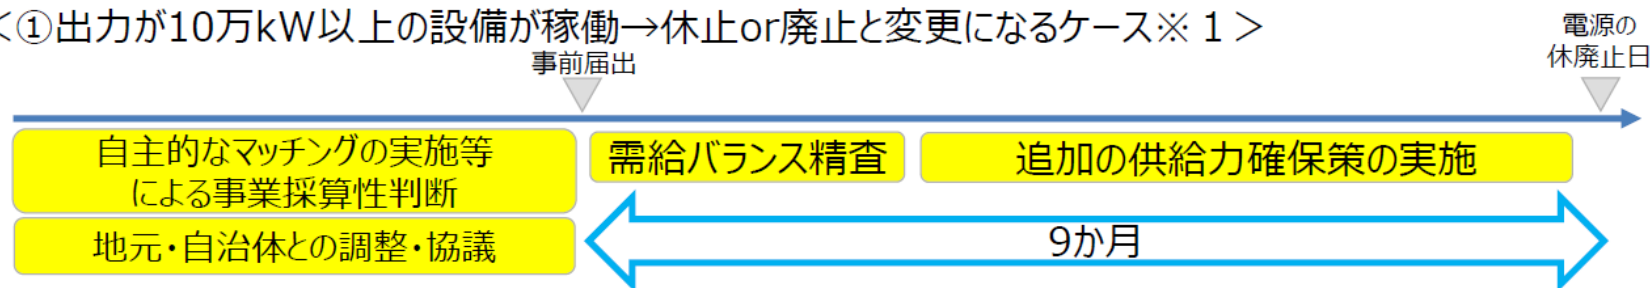 <①出力が10万kW以上の設備が稼働→休止or廃止と変更になるケース※１>
事前届出
電源の
休廃止日
自主的なマッチングの実施等
による事業採算性判断
需給バランス精査
追加の供給力確保策の実施
地元・自治体との調整・協議
9か月